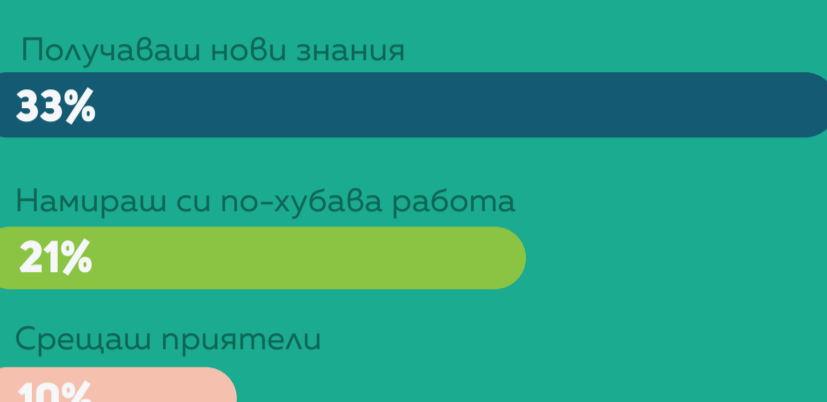 Получаваш нови знания
33%
Намираш си по-хубава работа
21%
Срещаш приятели
10%